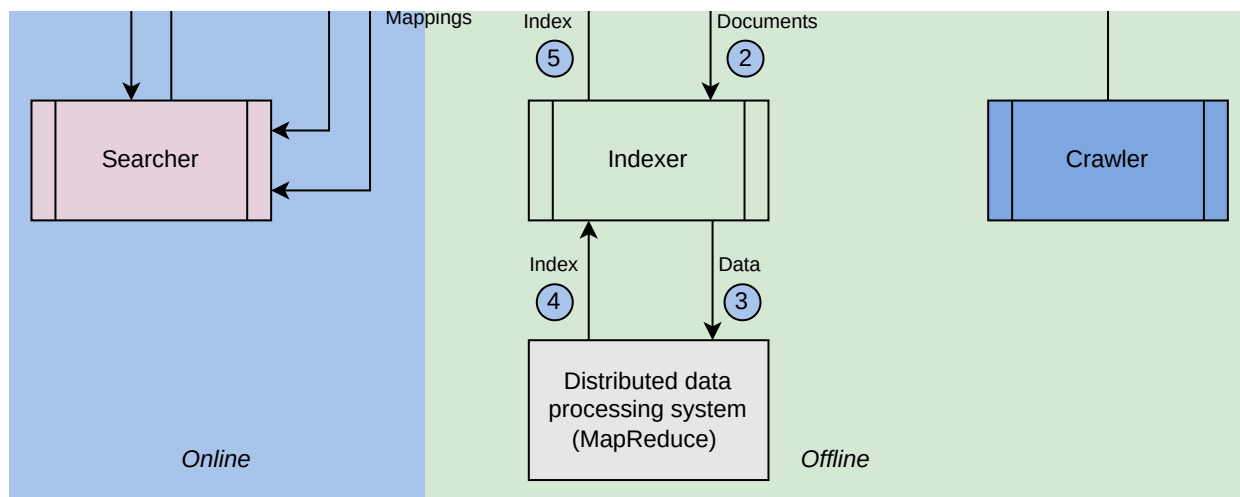 Mappings
Index
Documents
5
2
Searcher
Indexer
Crawler
Index
Data
4
3
Distributed data
processing system
(MapReduce)
Online
Offline